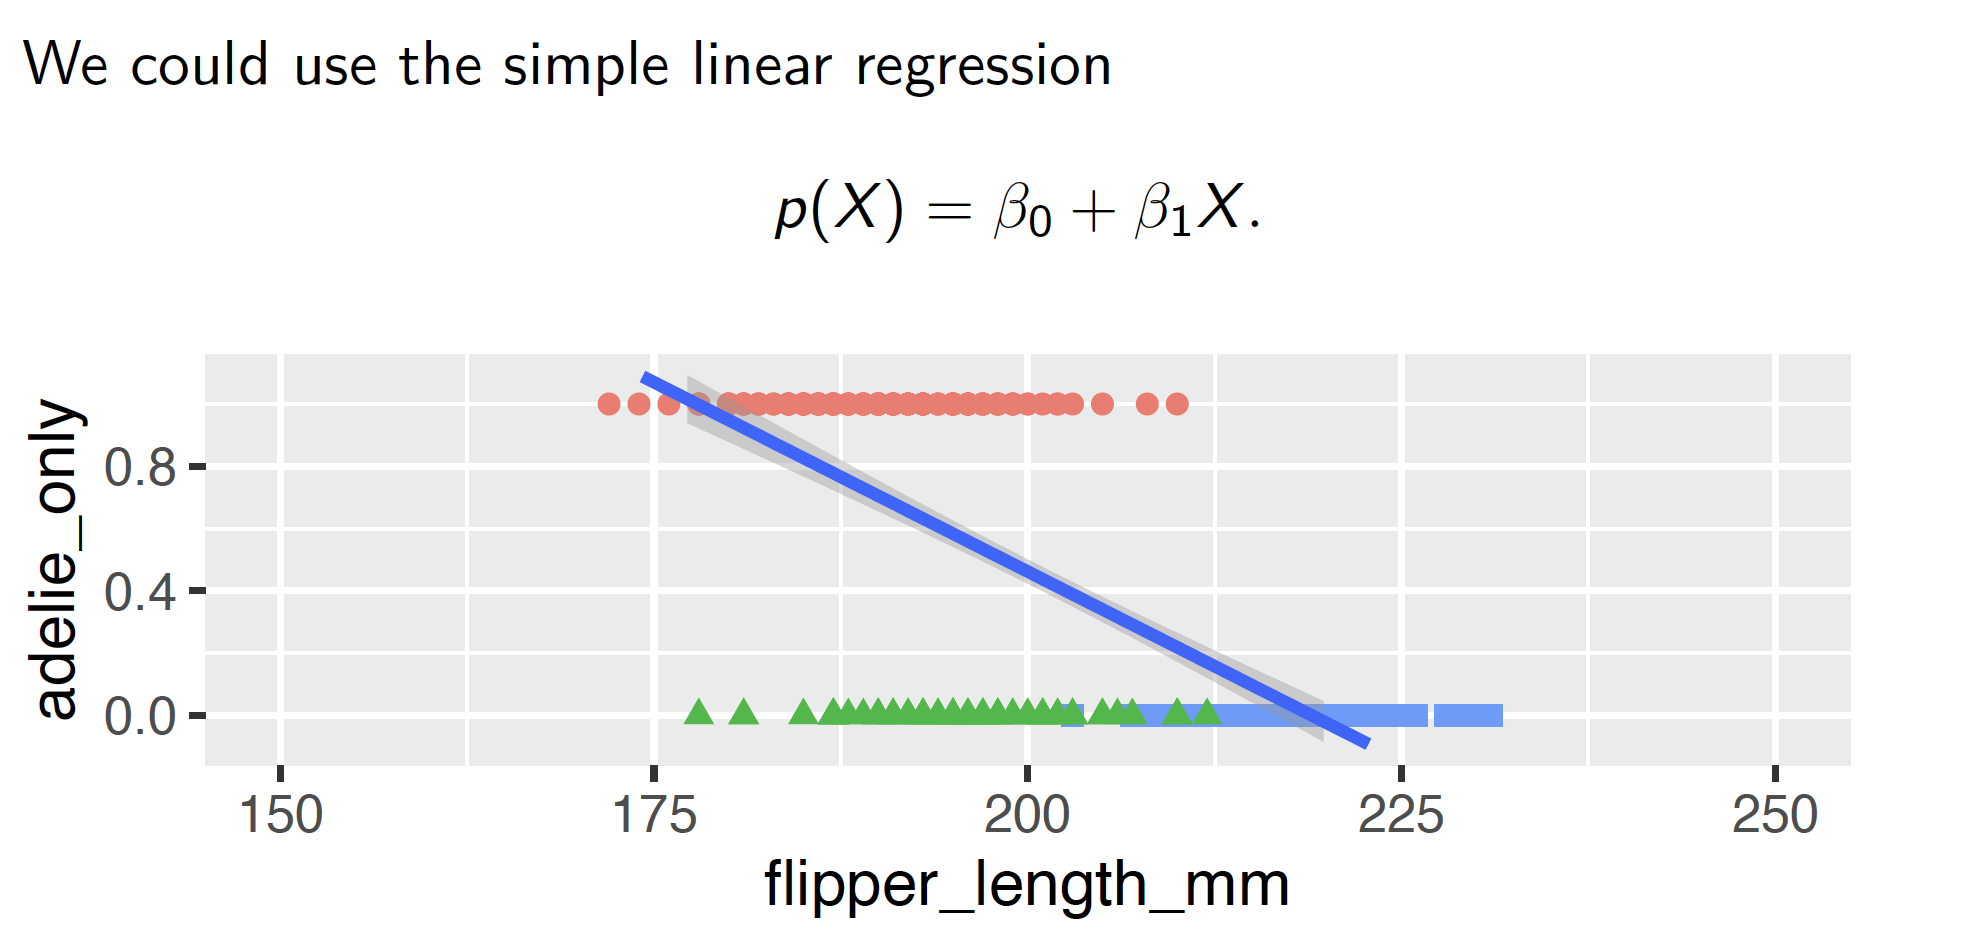 We could use the simple linear regression
p(X) = β₀ + β₁X.
adelie_only
0.8
0.4
0.0
150 175 200 225 250
flipper_length_mm